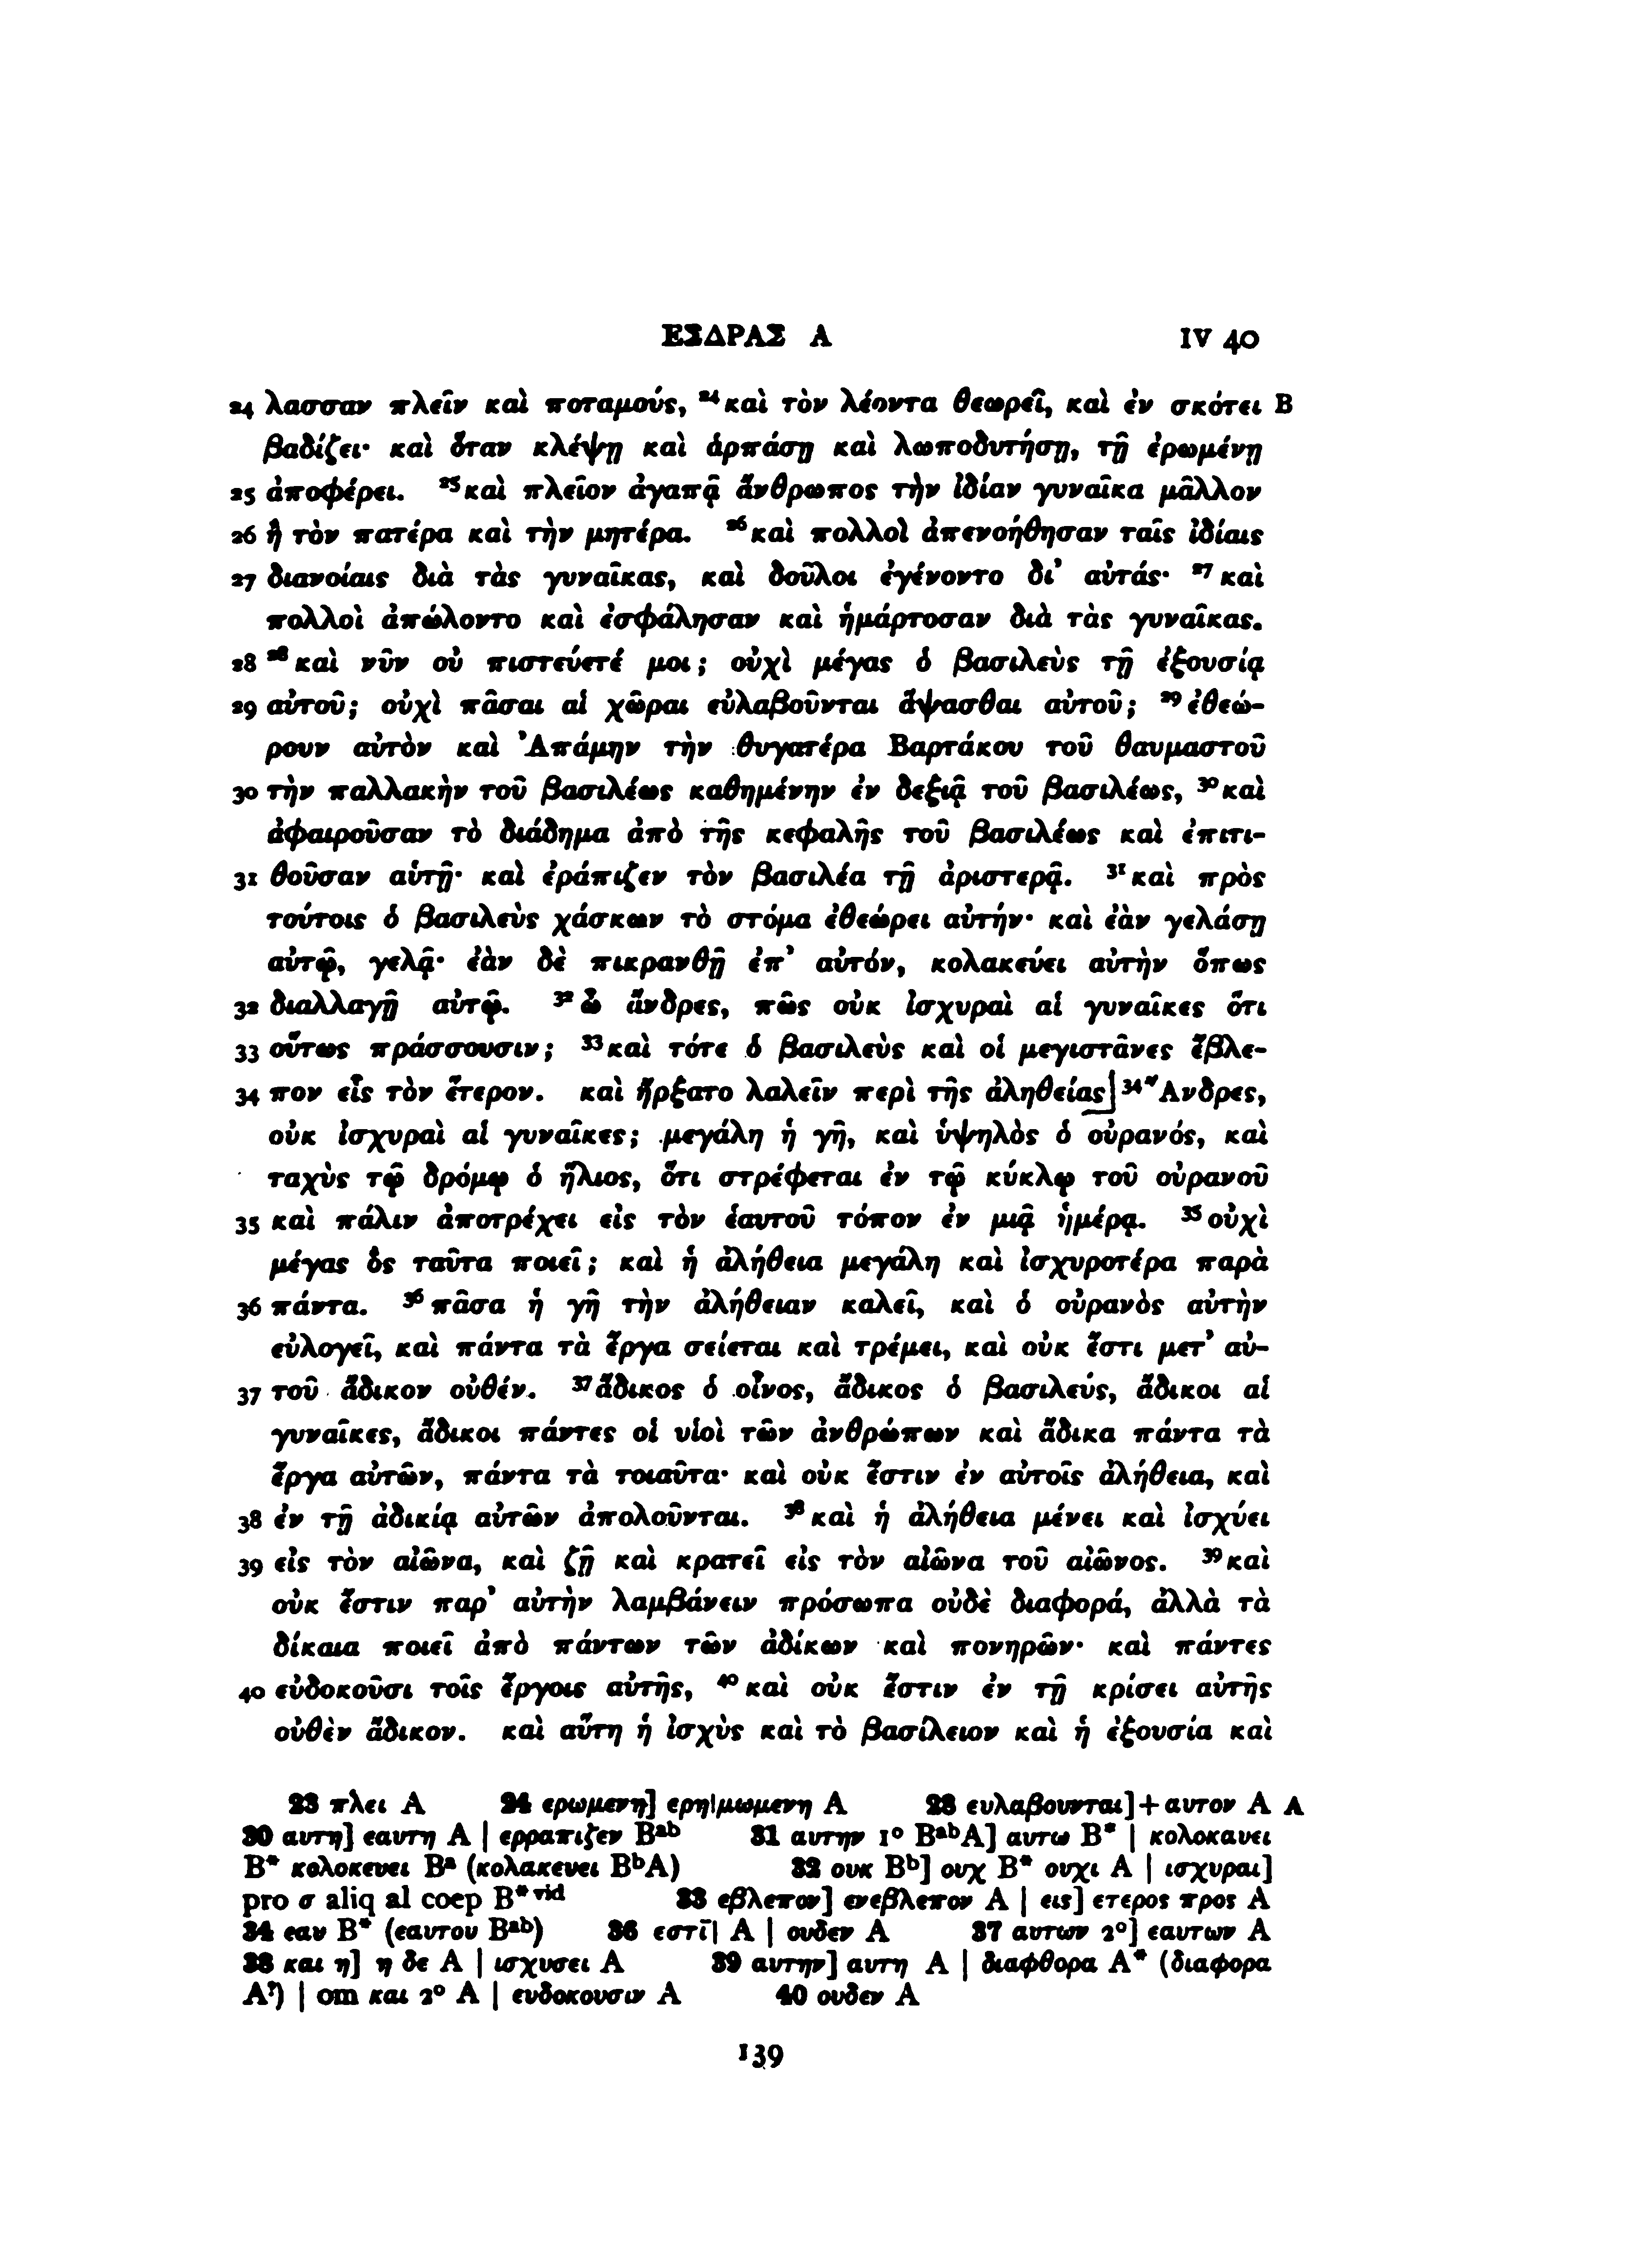 ΕΣΔΡΑΣ Α IV 40
24 λασσαν πλεῖν καὶ ποταμούς, ²⁴καὶ τὸν λέοντα θεωρεῖ, καὶ ἐν σκότει B
βαδίζει· καὶ ὅταν κλέψῃ καὶ ἁρπάσῃ καὶ λωποδυτήσῃ, τῇ ἐρωμένῃ
25 ἀποφέρει. ²⁵καὶ πλεῖον ἀγαπᾷ ἄνθρωπος τὴν ἰδίαν γυναῖκα μᾶλλον
26 ἢ τὸν πατέρα καὶ τὴν μητέρα. ²⁶καὶ πολλοὶ ἀπενοήθησαν ταῖς ἰδίαις
27 διανοίαις διὰ τὰς γυναῖκας, καὶ δοῦλοι ἐγένοντο δι’ αὐτάς· ²⁷καὶ
πολλοὶ ἀπώλοντο καὶ ἐσφάλησαν καὶ ἡμάρτοσαν διὰ τὰς γυναῖκας.
28 ²⁸καὶ νῦν οὐ πιστεύετέ μοι; οὐχὶ μέγας ὁ βασιλεὺς τῇ ἐξουσίᾳ
29 αὐτοῦ; οὐχὶ πᾶσαι αἱ χῶραι εὐλαβοῦνται ἅψασθαι αὐτοῦ; ²⁹ἐθεώ-
ρουν αὐτὸν καὶ Ἀπάμην τὴν θυγατέρα Βαρτάκου τοῦ θαυμαστοῦ
30 τὴν παλλακὴν τοῦ βασιλέως καθημένην ἐν δεξιᾷ τοῦ βασιλέως, ³⁰καὶ
ἀφαιροῦσαν τὸ διάδημα ἀπὸ τῆς κεφαλῆς τοῦ βασιλέως καὶ ἐπιτι-
31 θοῦσαν αὑτῇ· καὶ ἐράπιζεν τὸν βασιλέα τῇ ἀριστερᾷ. ³¹καὶ πρὸς
τούτοις ὁ βασιλεὺς χάσκων τὸ στόμα ἐθεώρει αὐτήν· καὶ ἐὰν γελάσῃ
αὐτῷ, γελᾷ· ἐὰν δὲ πικρανθῇ ἐπ’ αὐτόν, κολακεύει αὐτὴν ὅπως
32 διαλλαγῇ αὐτῷ. ³²ὦ ἄνδρες, πῶς οὐκ ἰσχυραὶ αἱ γυναῖκες ὅτι
33 οὕτως πράσσουσιν; ³³καὶ τότε ὁ βασιλεὺς καὶ οἱ μεγιστᾶνες ἔβλε-
34 πον εἷς τὸν ἕτερον. καὶ ἤρξατο λαλεῖν περὶ τῆς ἀληθείας ³⁴Ἄνδρες,
οὐκ ἰσχυραὶ αἱ γυναῖκες; μεγάλη ἡ γῆ, καὶ ὑψηλὸς ὁ οὐρανός, καὶ
ταχὺς τῷ δρόμῳ ὁ ἥλιος, ὅτι στρέφεται ἐν τῷ κύκλῳ τοῦ οὐρανοῦ
35 καὶ πάλιν ἀποτρέχει εἰς τὸν ἑαυτοῦ τόπον ἐν μιᾷ ἡμέρᾳ. ³⁵οὐχὶ
μέγας ὃς ταῦτα ποιεῖ; καὶ ἡ ἀλήθεια μεγάλη καὶ ἰσχυροτέρα παρὰ
36 πάντα. ³⁶πᾶσα ἡ γῆ τὴν ἀλήθειαν καλεῖ, καὶ ὁ οὐρανὸς αὐτὴν
εὐλογεῖ, καὶ πάντα τὰ ἔργα σείεται καὶ τρέμει, καὶ οὐκ ἔστι μετ’ αὐ-
37 τοῦ ἄδικον οὐθέν. ³⁷ἄδικος ὁ οἶνος, ἄδικος ὁ βασιλεύς, ἄδικοι αἱ
γυναῖκες, ἄδικοι πάντες οἱ υἱοὶ τῶν ἀνθρώπων καὶ ἄδικα πάντα τὰ
ἔργα αὐτῶν, πάντα τὰ τοιαῦτα· καὶ οὐκ ἔστιν ἐν αὐτοῖς ἀλήθεια, καὶ
38 ἐν τῇ ἀδικίᾳ αὐτῶν ἀπολοῦνται. ³⁸καὶ ἡ ἀλήθεια μένει καὶ ἰσχύει
39 εἰς τὸν αἰῶνα, καὶ ζῇ καὶ κρατεῖ εἰς τὸν αἰῶνα τοῦ αἰῶνος. ³⁹καὶ
οὐκ ἔστιν παρ’ αὐτὴν λαμβάνειν πρόσωπα οὐδὲ διαφορά, ἀλλὰ τὰ
δίκαια ποιεῖ ἀπὸ πάντων τῶν ἀδίκων καὶ πονηρῶν· καὶ πάντες
40 εὐδοκοῦσι τοῖς ἔργοις αὐτῆς, ⁴⁰καὶ οὐκ ἔστιν ἐν τῇ κρίσει αὐτῆς
οὐθὲν ἄδικον. καὶ αὕτη ἡ ἰσχὺς καὶ τὸ βασίλειον καὶ ἡ ἐξουσία καὶ
23 πλει A 24 ερωμενη] ερη|μωμενη A 28 ευλαβουνται]+αυτον A A
30 αυτη] εαυτη A | ερραπιζεν Bᵃᵇ 31 αυτην 1° BᵃᵇA] αυτω B* | κολοκαυει
B* κολοκευει Bᵃ (κολακευει BᵇA) 32 ουκ Bᵇ] ουχ B* ουχι A | ισχυραι]
pro σ aliq al coep B*ᵛⁱᵈ 33 εβλεπον] ενεβλεπον A | εις] ετερος προς A
34 εαυ B* (εαυτου Bᵃᵇ) 36 εστῑ| A | ουδεν A 37 αυτων 2°] εαυτων A
38 και η] η δε A | ισχυσει A 39 αυτην] αυτη A | διαφθορα A* (διαφορα
Aˀ) | om και 2° A | ευδοκουσιν A 40 ουδεν A
139